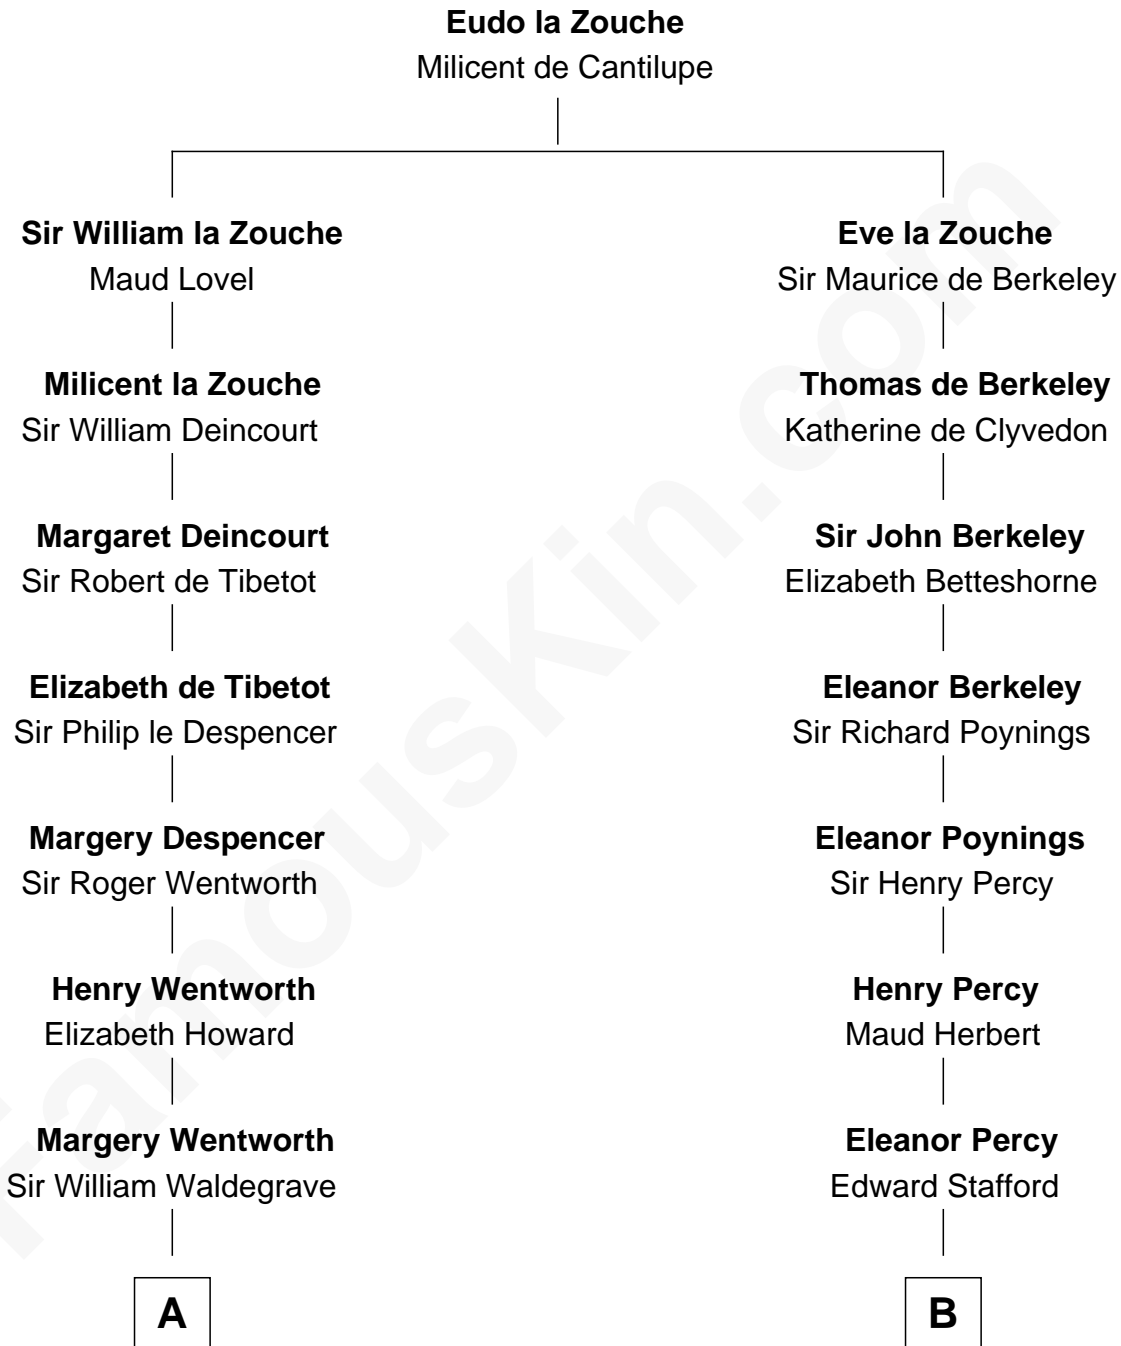 Eudo la Zouche
Milicent de Cantilupe
Sir William la Zouche
Maud Lovel
Milicent la Zouche
Sir William Deincourt
Margaret Deincourt
Sir Robert de Tibetot
Elizabeth de Tibetot
Sir Philip le Despencer
Margery Despencer
Sir Roger Wentworth
Henry Wentworth
Elizabeth Howard
Margery Wentworth
Sir William Waldegrave
A
Eve la Zouche
Sir Maurice de Berkeley
Thomas de Berkeley
Katherine de Clyvedon
Sir John Berkeley
Elizabeth Betteshorne
Eleanor Berkeley
Sir Richard Poynings
Eleanor Poynings
Sir Henry Percy
Henry Percy
Maud Herbert
Eleanor Percy
Edward Stafford
B
FamousKin.com